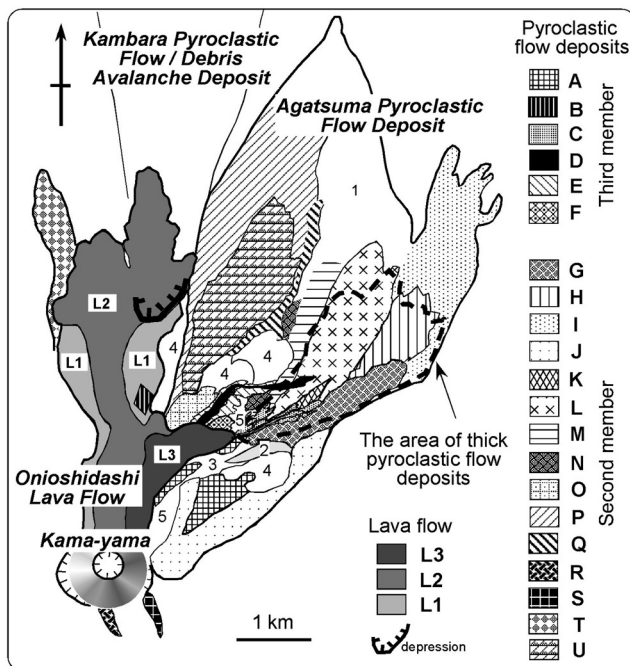 Kambara Pyroclastic
Flow / Debris
Avalanche Deposit
Agatsuma Pyroclastic
Flow Deposit
1
L2
L1
L1
4
4
4
5
L3
2
3
4
5
Onioshidashi
Lava Flow
Kama-yama
The area of thick
pyroclastic flow
deposits
Lava flow
L3
L2
L1
depression
1 km
Pyroclastic
flow deposits
A
B
C
D
E
F
Third member
G
H
I
J
K
L
M
N
O
P
Q
R
S
T
U
Second member